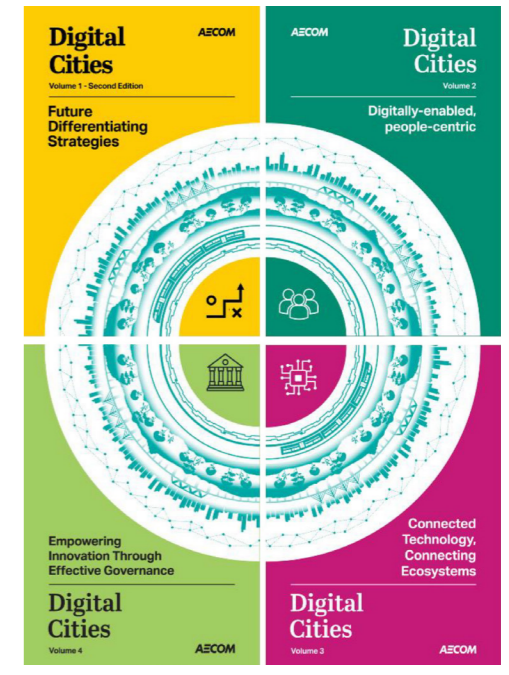 Digital
Cities
AECOM
Volume 1 - Second Edition
Future
Differentiating
Strategies
AECOM
Digital
Cities
Volume 2
Digitally-enabled,
people-centric
Empowering
Innovation Through
Effective Governance
Digital
Cities
Volume 4
AECOM
Connected
Technology,
Connecting
Ecosystems
Digital
Cities
Volume 3
AECOM